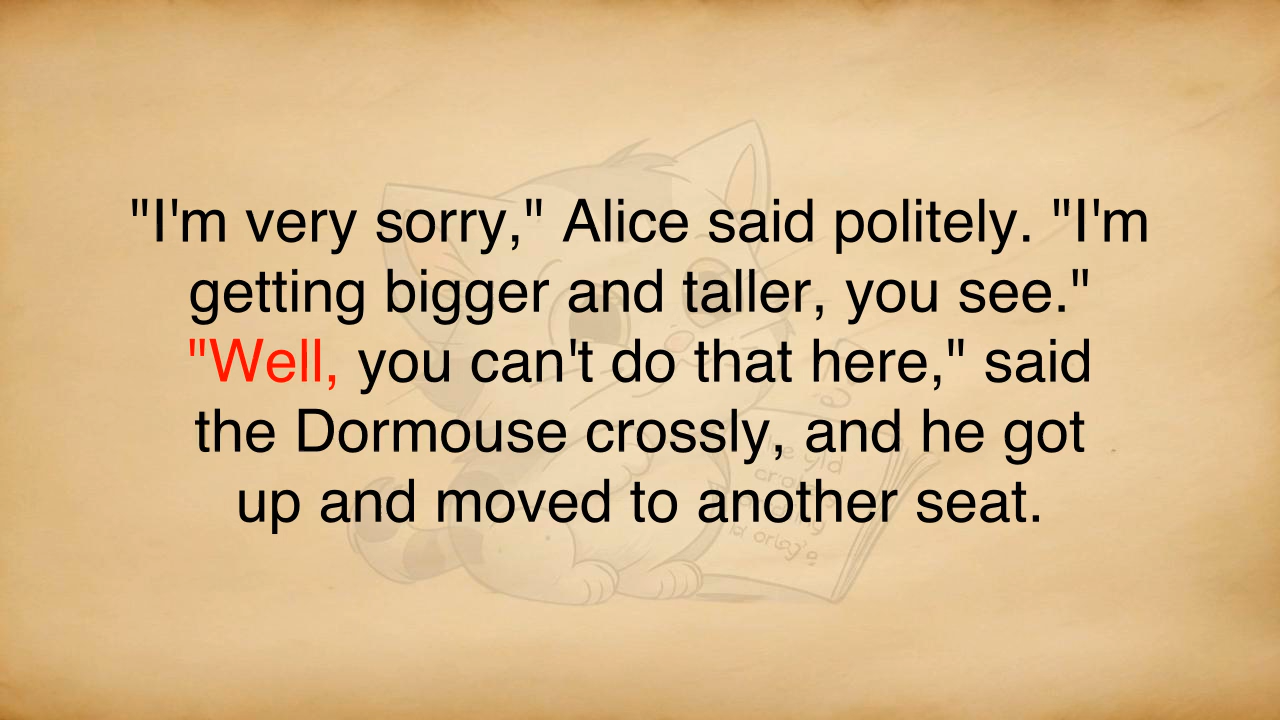 "I'm very sorry," Alice said politely. "I'm
getting bigger and taller, you see."
"Well, you can't do that here," said
the Dormouse crossly, and he got
up and moved to another seat.